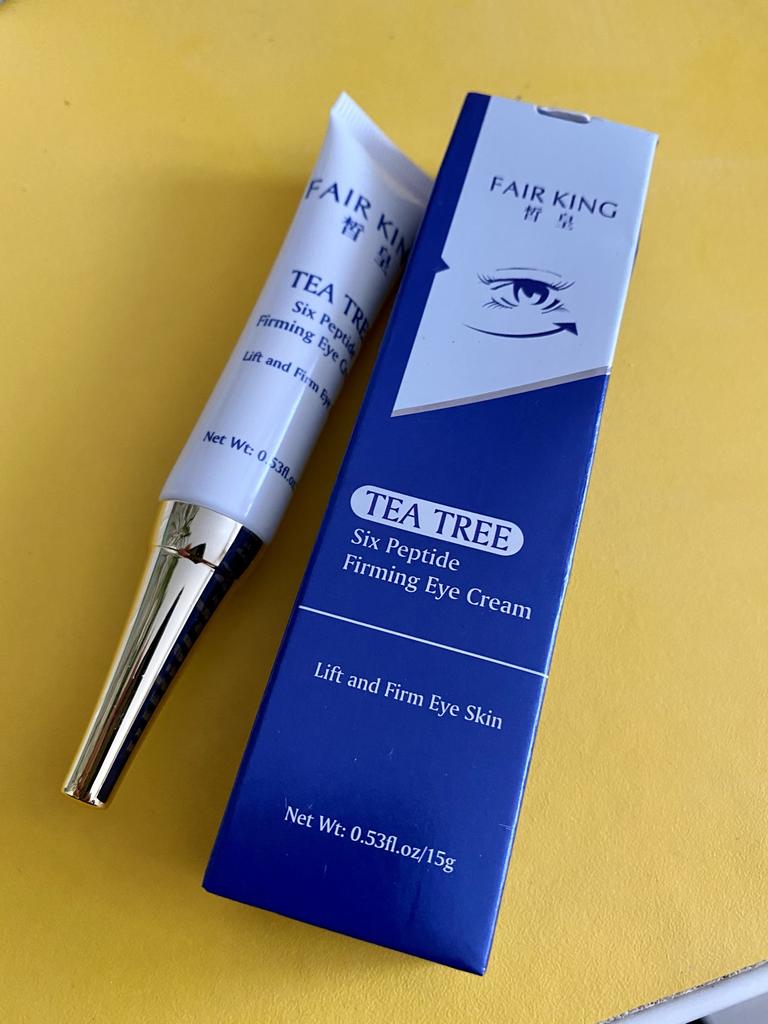 FAIR KING
皙 皇
TEA TREE
Six Peptide
Firming Eye Cream
Lift and Firm Eye Skin
Net Wt: 0.53fl.oz/15g
FAIR KING
皙 皇
TEA
Six Peptide
Firming Eye
Lift and Firm Eye
Net Wt: 0.53fl.oz